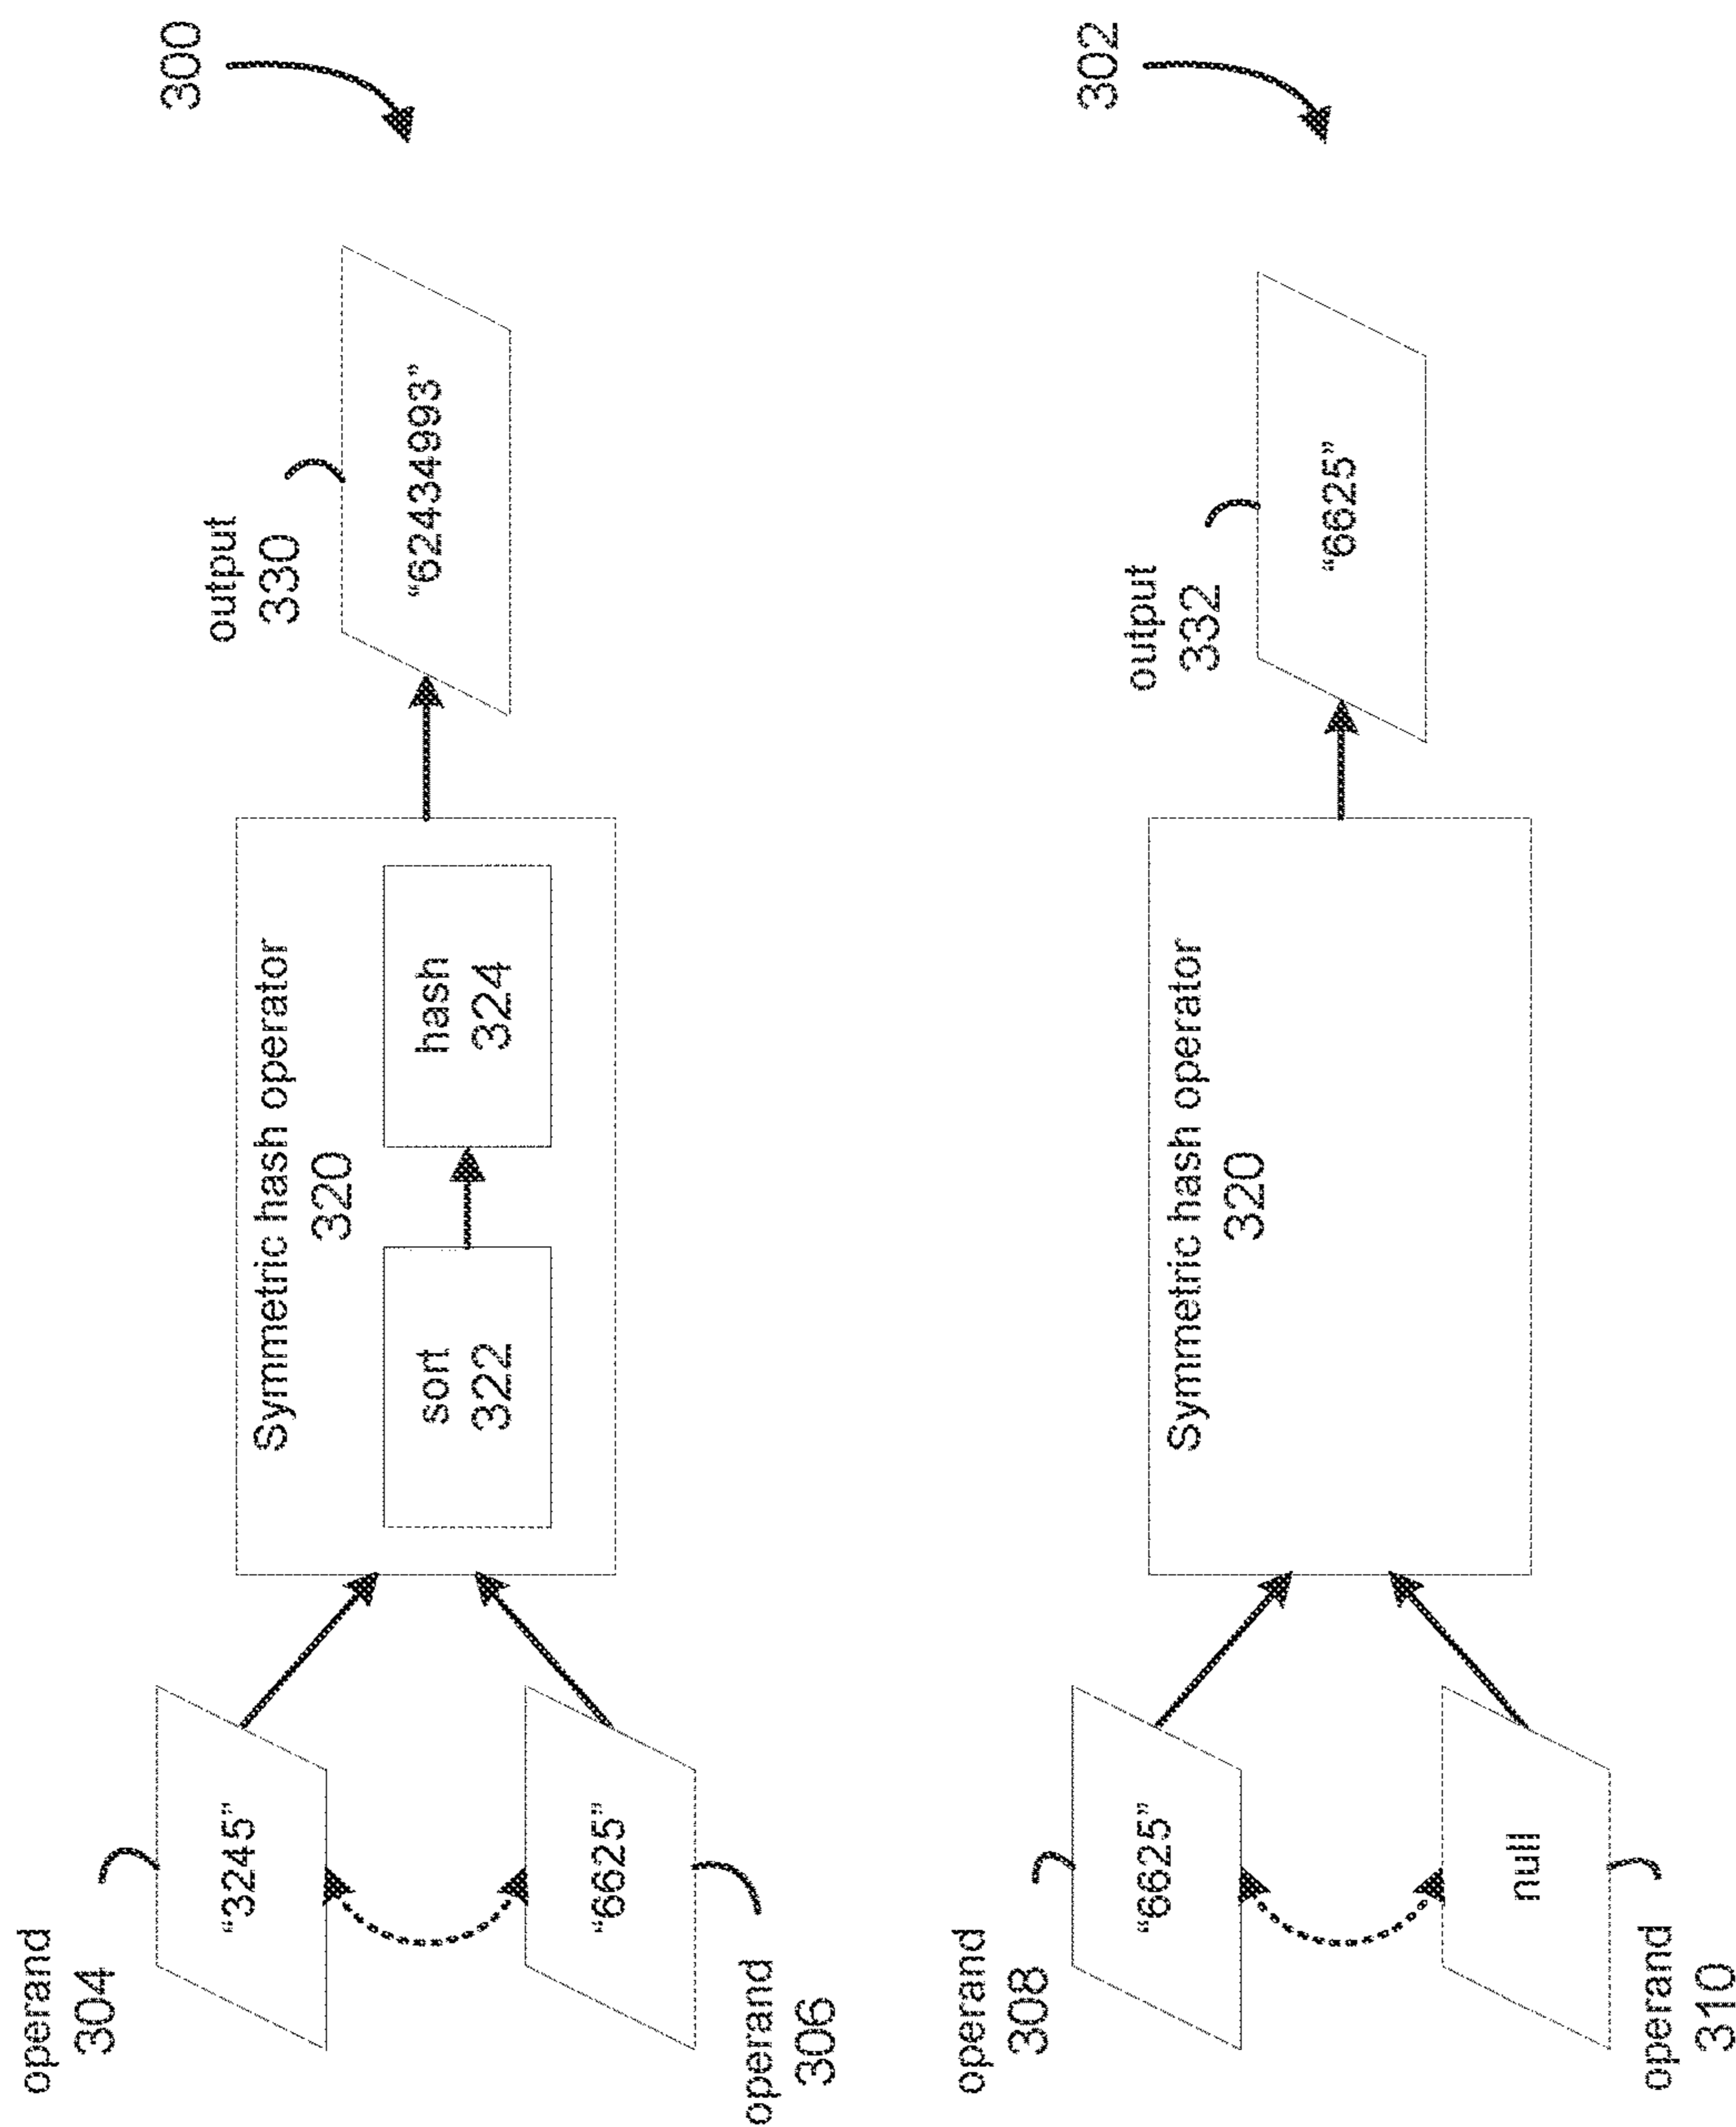 300
operand
304
"3245"
operand
306
"6625"
Symmetric hash operator
320
sort
322
hash
324
output
330
"62434993"
302
operand
308
"6625"
operand
310
null
Symmetric hash operator
320
output
332
"6625"